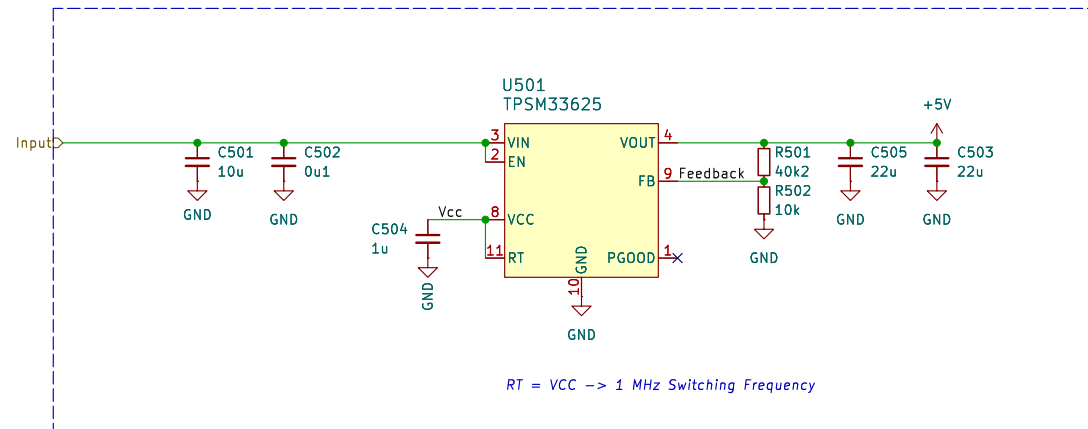 U501
TPSM33625
+5V
Input
3
VIN
VOUT
4
C501
10u
C502
0u1
2
EN
R501
40k2
C505
22u
C503
22u
FB
9
Feedback
R502
10k
GND
GND
GND
GND
Vcc
8
VCC
C504
1u
11
RT
GND
PGOOD
1
GND
10
GND
GND
RT = VCC -> 1 MHz Switching Frequency